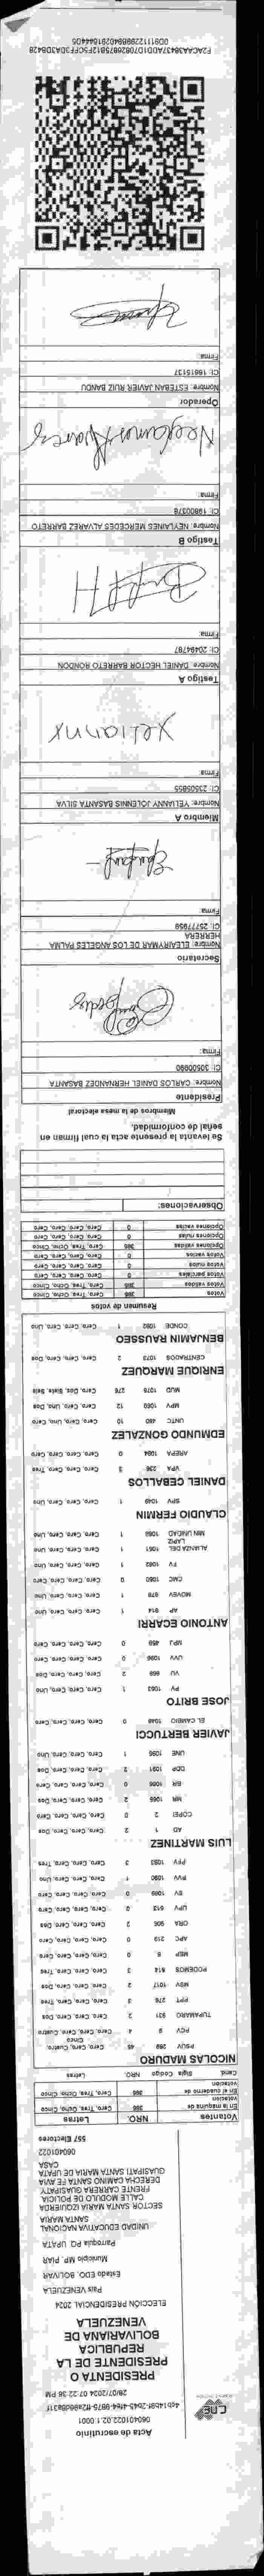 Acta de escrutinio
060401022.02.1.0001
28/07/2024 07:22:36 PM
CNE
PRESIDENTA O
PRESIDENTE DE LA
REPUBLICA
BOLIVARIANA DE
VENEZUELA
ELECCIÓN PRESIDENCIAL 2024
País VENEZUELA
Estado EDO. BOLIVAR
Municipio MP. PIAR
Parroquia PQ. UPATA
UNIDAD EDUCATIVA NACIONAL
SANTA MARIA
SECTOR SANTA MARIA IZQUIERDA
CALLE MODULO DE POLICIA.
FRENTE CARRERA GUASIPATY.
DERECHA CAMINO SANTA FE AVIA
GUASIPATI SANTA MARIA DE UPATA
CASA
060401022
557 Electores
Votantes NRO. Letras
En la máquina de Cero, Tres, Ocho, Cinco
votación
En el cuaderno de Cero, Tres, Ocho, Cinco
votación
Cand. Sigla Código NRO. Letras
NICOLAS MADURO
PSUV 269 45 Cero, Cero, Cuatro,
Cinco
PCV 9 4 Cero, Cero, Cero, Cuatro
TUPAMARO 931 2 Cero, Cero, Cero, Dos
PPT 276 3 Cero, Cero, Cero, Tres
MSV 1017 2 Cero, Cero, Cero, Dos
PODEMOS 514 3 Cero, Cero, Cero, Tres
MEP 5 0 Cero, Cero, Cero, Cero
APC 219 0 Cero, Cero, Cero, Cero
ORA 906 2 Cero, Cero, Cero, Dos
UPV 613 0 Cero, Cero, Cero, Cero
EV 1089 0 Cero, Cero, Cero, Cero
PVV 1090 1 Cero, Cero, Cero, Uno
PFV 1093 3 Cero, Cero, Cero, Tres
LUIS MARTINEZ
AD 1 2 Cero, Cero, Cero, Dos
COPEI 2 0 Cero, Cero, Cero, Cero
MR 1065 2 Cero, Cero, Cero, Dos
BR 1086 0 Cero, Cero, Cero, Cero
DDP 1091 2 Cero, Cero, Cero, Dos
UNE 1095 1 Cero, Cero, Cero, Uno
JAVIER BERTUCCI
EL CAMBIO 1048 0 Cero, Cero, Cero, Cero
JOSE BRITO
PV 1063 1 Cero, Cero, Cero, Uno
VU 868 2 Cero, Cero, Cero, Dos
UVV 1096 0 Cero, Cero, Cero, Cero
MPJ 459 0 Cero, Cero, Cero, Cero
ANTONIO ECARRI
AP 914 1 Cero, Cero, Cero, Uno
MOVEV 979 1 Cero, Cero, Cero, Uno
CMC 1050 0 Cero, Cero, Cero, Cero
FV 1062 1 Cero, Cero, Cero, Uno
ALIANZA DEL 1051 1 Cero, Cero, Cero, Uno
LAPIZ
MIN UNIDAD 1068 1 Cero, Cero, Cero, Uno
CLAUDIO FERMIN
SPV 1049 1 Cero, Cero, Cero, Uno
DANIEL CEBALLOS
VPA 236 3 Cero, Cero, Cero, Tres
AREPA 1094 0 Cero, Cero, Cero, Cero
EDMUNDO GONZALEZ
UNTC 480 10 Cero, Cero, Uno, Cero
MPV 1069 12 Cero, Cero, Uno, Dos
MUD 1078 276 Cero, Dos, Siete, Seis
ENRIQUE MARQUEZ
CENTRADOS 1073 2 Cero, Cero, Cero, Dos
BENJAMIN RAUSSEO
CONDE 1092 1 Cero, Cero, Cero, Uno
Resumen de votos
Votos 385 Cero, Tres, Ocho, Cinco
Votos válidos 385 Cero, Tres, Ocho, Cinco
Votos parciales 0 Cero, Cero, Cero, Cero
Votos nulos 0 Cero, Cero, Cero, Cero
Votos vacíos 0 Cero, Cero, Cero, Cero
Opciones válidas 385 Cero, Tres, Ocho, Cinco
Opciones nulas 0 Cero, Cero, Cero, Cero
Opciones vacías 0 Cero, Cero, Cero, Cero
Observaciones:
Se levanta la presente acta la cual firman en
señal de conformidad.
Miembros de la mesa electoral
Presidente
Nombre: CARLOS DANIEL HERNANDEZ BASANTA
CI: 30500990
Firma:
Secretario
Nombre: ELEAIRYMAR DE LOS ANGELES PALMA
HERRERA
CI: 25777959
Firma:
Miembro A
Nombre: YELIANNY JOLENNIS BASANTA SILVA
CI: 23505855
Firma:
Yelianny
Testigo A
Nombre: DANIEL HECTOR BARRETO RONDON
CI: 20494787
Firma:
Testigo B
Nombre: NEYLAINES MERCEDES ALVAREZ BARRETO
CI: 19800378
Firma:
Alvarez
Operador
Nombre: ESTEBAN JAVIER RUIZ BANDU
CI: 16615137
Firma: